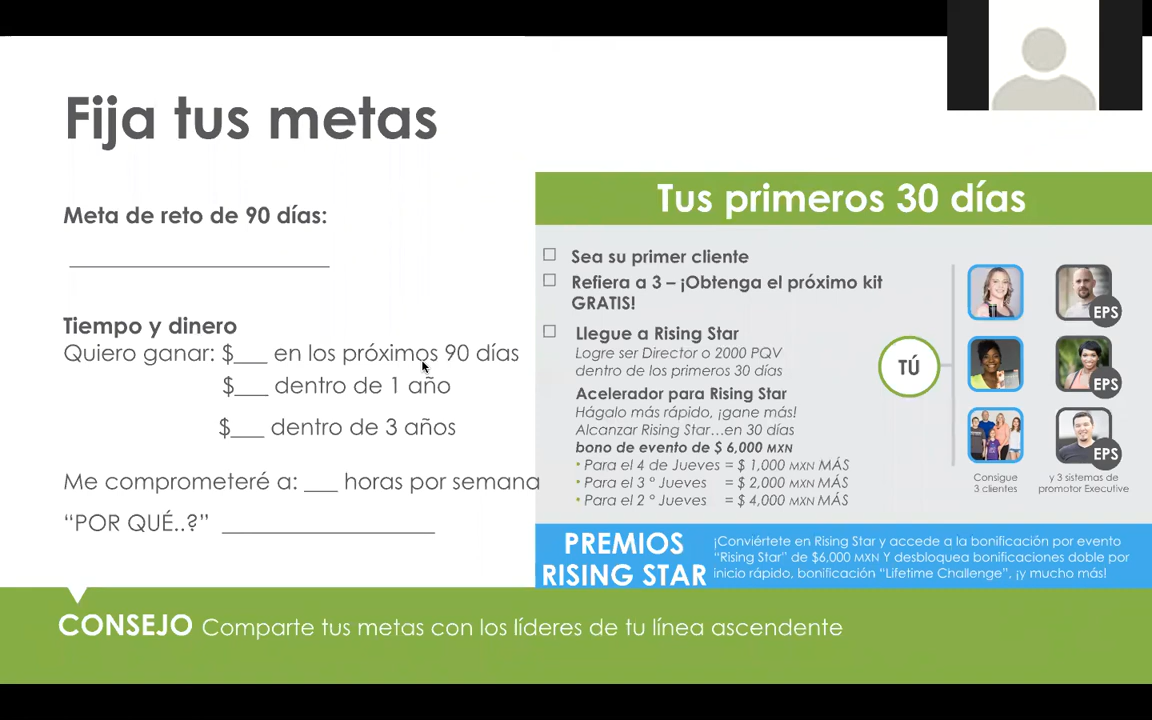 Fija tus metas
Meta de reto de 90 días:
Tiempo y dinero
Quiero ganar: $___ en los próximos 90 días
$___ dentro de 1 año
$___ dentro de 3 años
Me comprometeré a: ___ horas por semana
“POR QUÉ..?” ___________________
Tus primeros 30 días
Sea su primer cliente
Refiera a 3 – ¡Obtenga el próximo kit
GRATIS!
Llegue a Rising Star
Logre ser Director o 2000 PQV
dentro de los primeros 30 días
Acelerador para Rising Star
Hágalo más rápido, ¡gane más!
Alcanzar Rising Star...en 30 días
bono de evento de $ 6,000 MXN
• Para el 4 de Jueves = $ 1,000 MXN MÁS
• Para el 3 ° Jueves = $ 2,000 MXN MÁS
• Para el 2 ° Jueves = $ 4,000 MXN MÁS
TÚ
EPS
EPS
EPS
Consigue
3 clientes
y 3 sistemas de
promotor Executive
PREMIOS
RISING STAR
¡Conviértete en Rising Star y accede a la bonificación por evento
“Rising Star” de $6,000 MXN Y desbloquea bonificaciones doble por
inicio rápido, bonificación “Lifetime Challenge”, ¡y mucho más!
CONSEJO Comparte tus metas con los líderes de tu línea ascendente